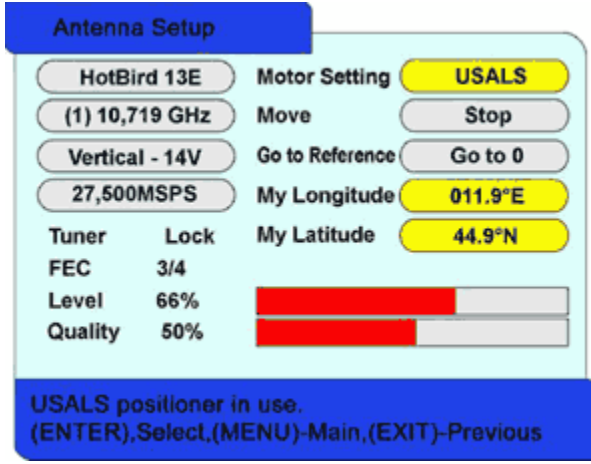 Antenna Setup
HotBird 13E
(1) 10,719 GHz
Vertical - 14V
27,500MSPS
Tuner Lock
FEC 3/4
Level 66%
Quality 50%
Motor Setting USALS
Move Stop
Go to Reference Go to 0
My Longitude 011.9°E
My Latitude 44.9°N
USALS positioner in use.
(ENTER),Select,(MENU)-Main,(EXIT)-Previous